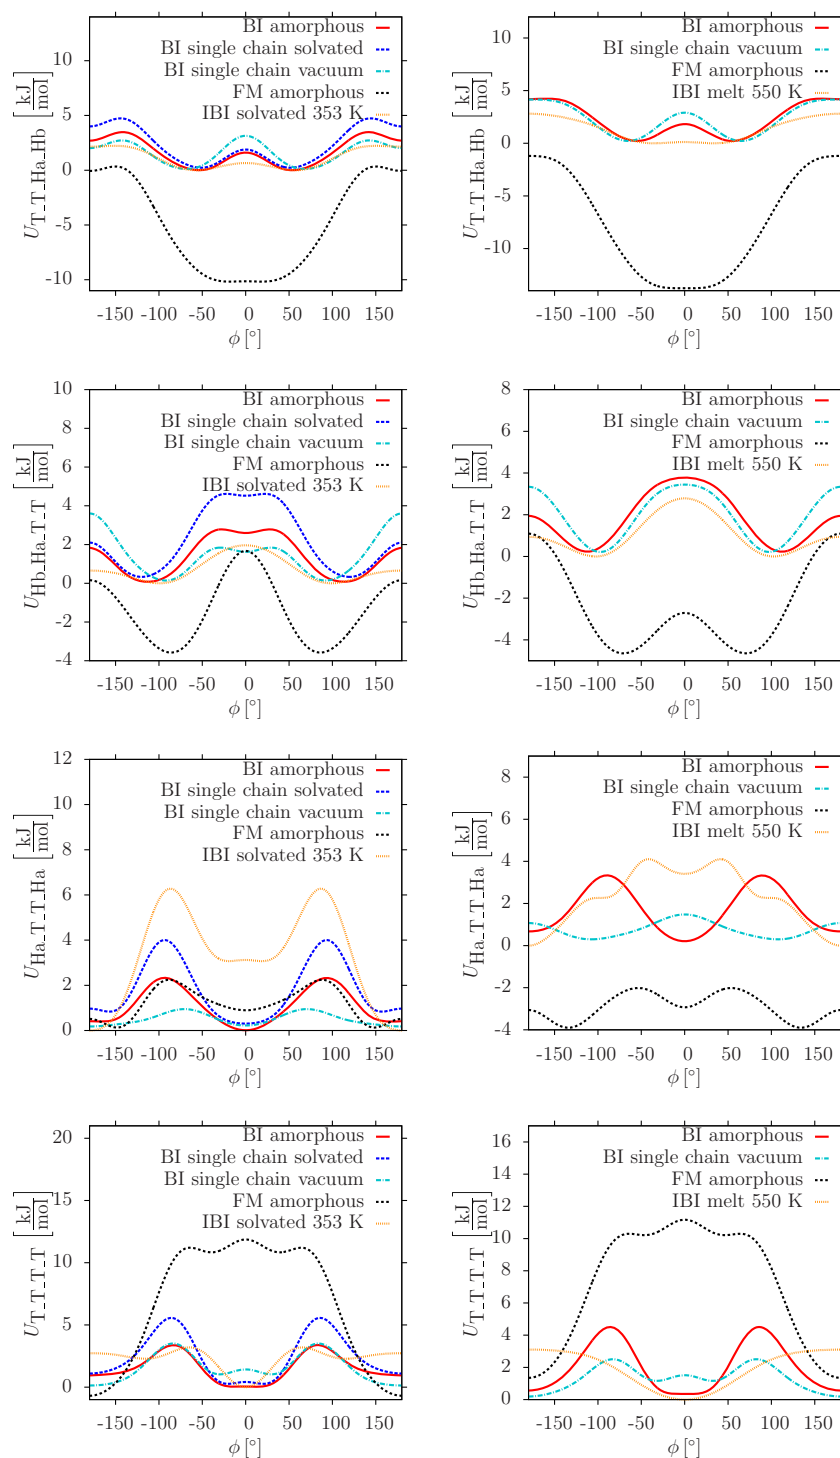 BI amorphous
BI single chain solvated
BI single chain vacuum
FM amorphous
IBI solvated 353 K
10
5
0
-5
-10
U_T_T_Ha_Hb [kJ/mol]
-150 -100 -50 0 50 100 150
ϕ [°]
BI amorphous
BI single chain vacuum
FM amorphous
IBI melt 550 K
10
5
0
-5
-10
U_T_T_Ha_Hb [kJ/mol]
-150 -100 -50 0 50 100 150
ϕ [°]
BI amorphous
BI single chain solvated
BI single chain vacuum
FM amorphous
IBI solvated 353 K
10
8
6
4
2
0
-2
-4
U_Hb_Ha_T_T [kJ/mol]
-150 -100 -50 0 50 100 150
ϕ [°]
BI amorphous
BI single chain vacuum
FM amorphous
IBI melt 550 K
8
6
4
2
0
-2
-4
U_Hb_Ha_T_T [kJ/mol]
-150 -100 -50 0 50 100 150
ϕ [°]
BI amorphous
BI single chain solvated
BI single chain vacuum
FM amorphous
IBI solvated 353 K
12
10
8
6
4
2
0
U_Ha_T_T_Ha [kJ/mol]
-150 -100 -50 0 50 100 150
ϕ [°]
BI amorphous
BI single chain vacuum
FM amorphous
IBI melt 550 K
8
6
4
2
0
-2
-4
U_Ha_T_T_Ha [kJ/mol]
-150 -100 -50 0 50 100 150
ϕ [°]
BI amorphous
BI single chain solvated
BI single chain vacuum
FM amorphous
IBI solvated 353 K
20
15
10
5
0
U_T_T_T_T [kJ/mol]
-150 -100 -50 0 50 100 150
ϕ [°]
BI amorphous
BI single chain vacuum
FM amorphous
IBI melt 550 K
16
14
12
10
8
6
4
2
0
U_T_T_T_T [kJ/mol]
-150 -100 -50 0 50 100 150
ϕ [°]